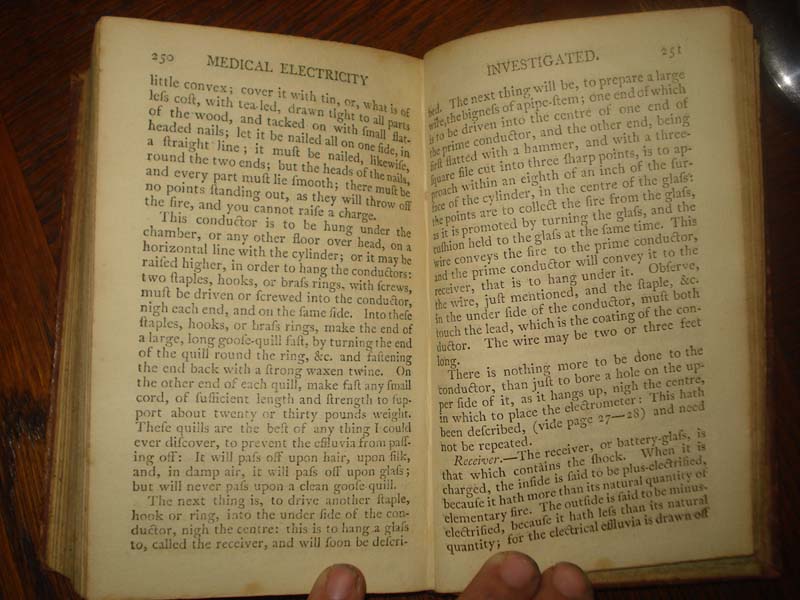 250 MEDICAL ELECTRICITY
little convex; cover it with tin, or, what is of
leſs coſt, with tea-led, drawn tight to all parts
of the wood, and tacked on with ſmall flat-
headed nails; let it be nailed all on one ſide, in
a ſtraight line; it muſt be nailed, likewiſe,
round the two ends; but the heads of the nails,
and every part muſt lie ſmooth; there muſt be
no points ſtanding out, as they will throw off
the fire, and you cannot raiſe a charge.
This conductor is to be hung under the
chamber, or any other floor over head, on a
horizontal line with the cylinder; or it may be
raiſed higher, in order to hang the conductors:
two ſtaples, hooks, or braſs rings, with ſcrews,
muſt be driven or ſcrewed into the conductor,
nigh each end, and on the ſame ſide. Into theſe
ſtaples, hooks, or braſs rings, make the end of
a large, long gooſe-quill faſt, by turning the end
of the quill round the ring, &c. and faſtening
the end back with a ſtrong waxen twine. On
the other end of each quill, make faſt any ſmall
cord, of ſufficient length and ſtrength to ſup-
port about twenty or thirty pounds weight.
Theſe quills are the beſt of any thing I could
ever diſcover, to prevent the effluvia from paſſ-
ing off: It will paſs off upon hair, upon ſilk,
and, in damp air, it will paſs off upon glaſs;
but will never paſs upon a clean gooſe-quill.
The next thing is, to drive another ſtaple,
hook or ring, into the under ſide of the con-
ductor, nigh the centre: this is to hang a glaſs
to, called the receiver, and will ſoon be deſcri-
INVESTIGATED. 251
bed. The next thing will be, to prepare a large
wire, the bigneſs of a pipe-ſtem; one end of which
is to be driven into the centre of one end of
the prime conductor, and the other end, being
firſt flatted with a hammer, and with a three-
ſquare file cut into three ſharp points, is to ap-
proach within an eighth of an inch of the ſur-
face of the cylinder, in the centre of the glaſs:
the points are to collect the fire from the glaſs,
as it is promoted by turning the glaſs, and the
cuſhion held to the glaſs at the ſame time. This
wire conveys the fire to the prime conductor,
and the prime conductor will convey it to the
receiver, that is to hang under it. Obſerve,
the wire, juſt mentioned, and the ſtaple, &c.
in the under ſide of the conductor, muſt both
touch the lead, which is the coating of the con-
ductor. The wire may be two or three feet
long.
There is nothing more to be done to the
conductor, than juſt to bore a hole on the up-
per ſide of it, as it hangs up, nigh the centre,
in which to place the electrometer: This hath
been deſcribed, (vide page 27—28) and need
not be repeated.
Receiver.—The receiver, or battery-glaſs, is
that which contains the ſhock. When it is
charged, the inſide is ſaid to be plus-electrified,
becauſe it hath more than its natural quantity of
elementary fire. The outſide is ſaid to be minus-
electrified, becauſe it hath leſs than its natural
quantity; for the electrical effluvia is drawn off